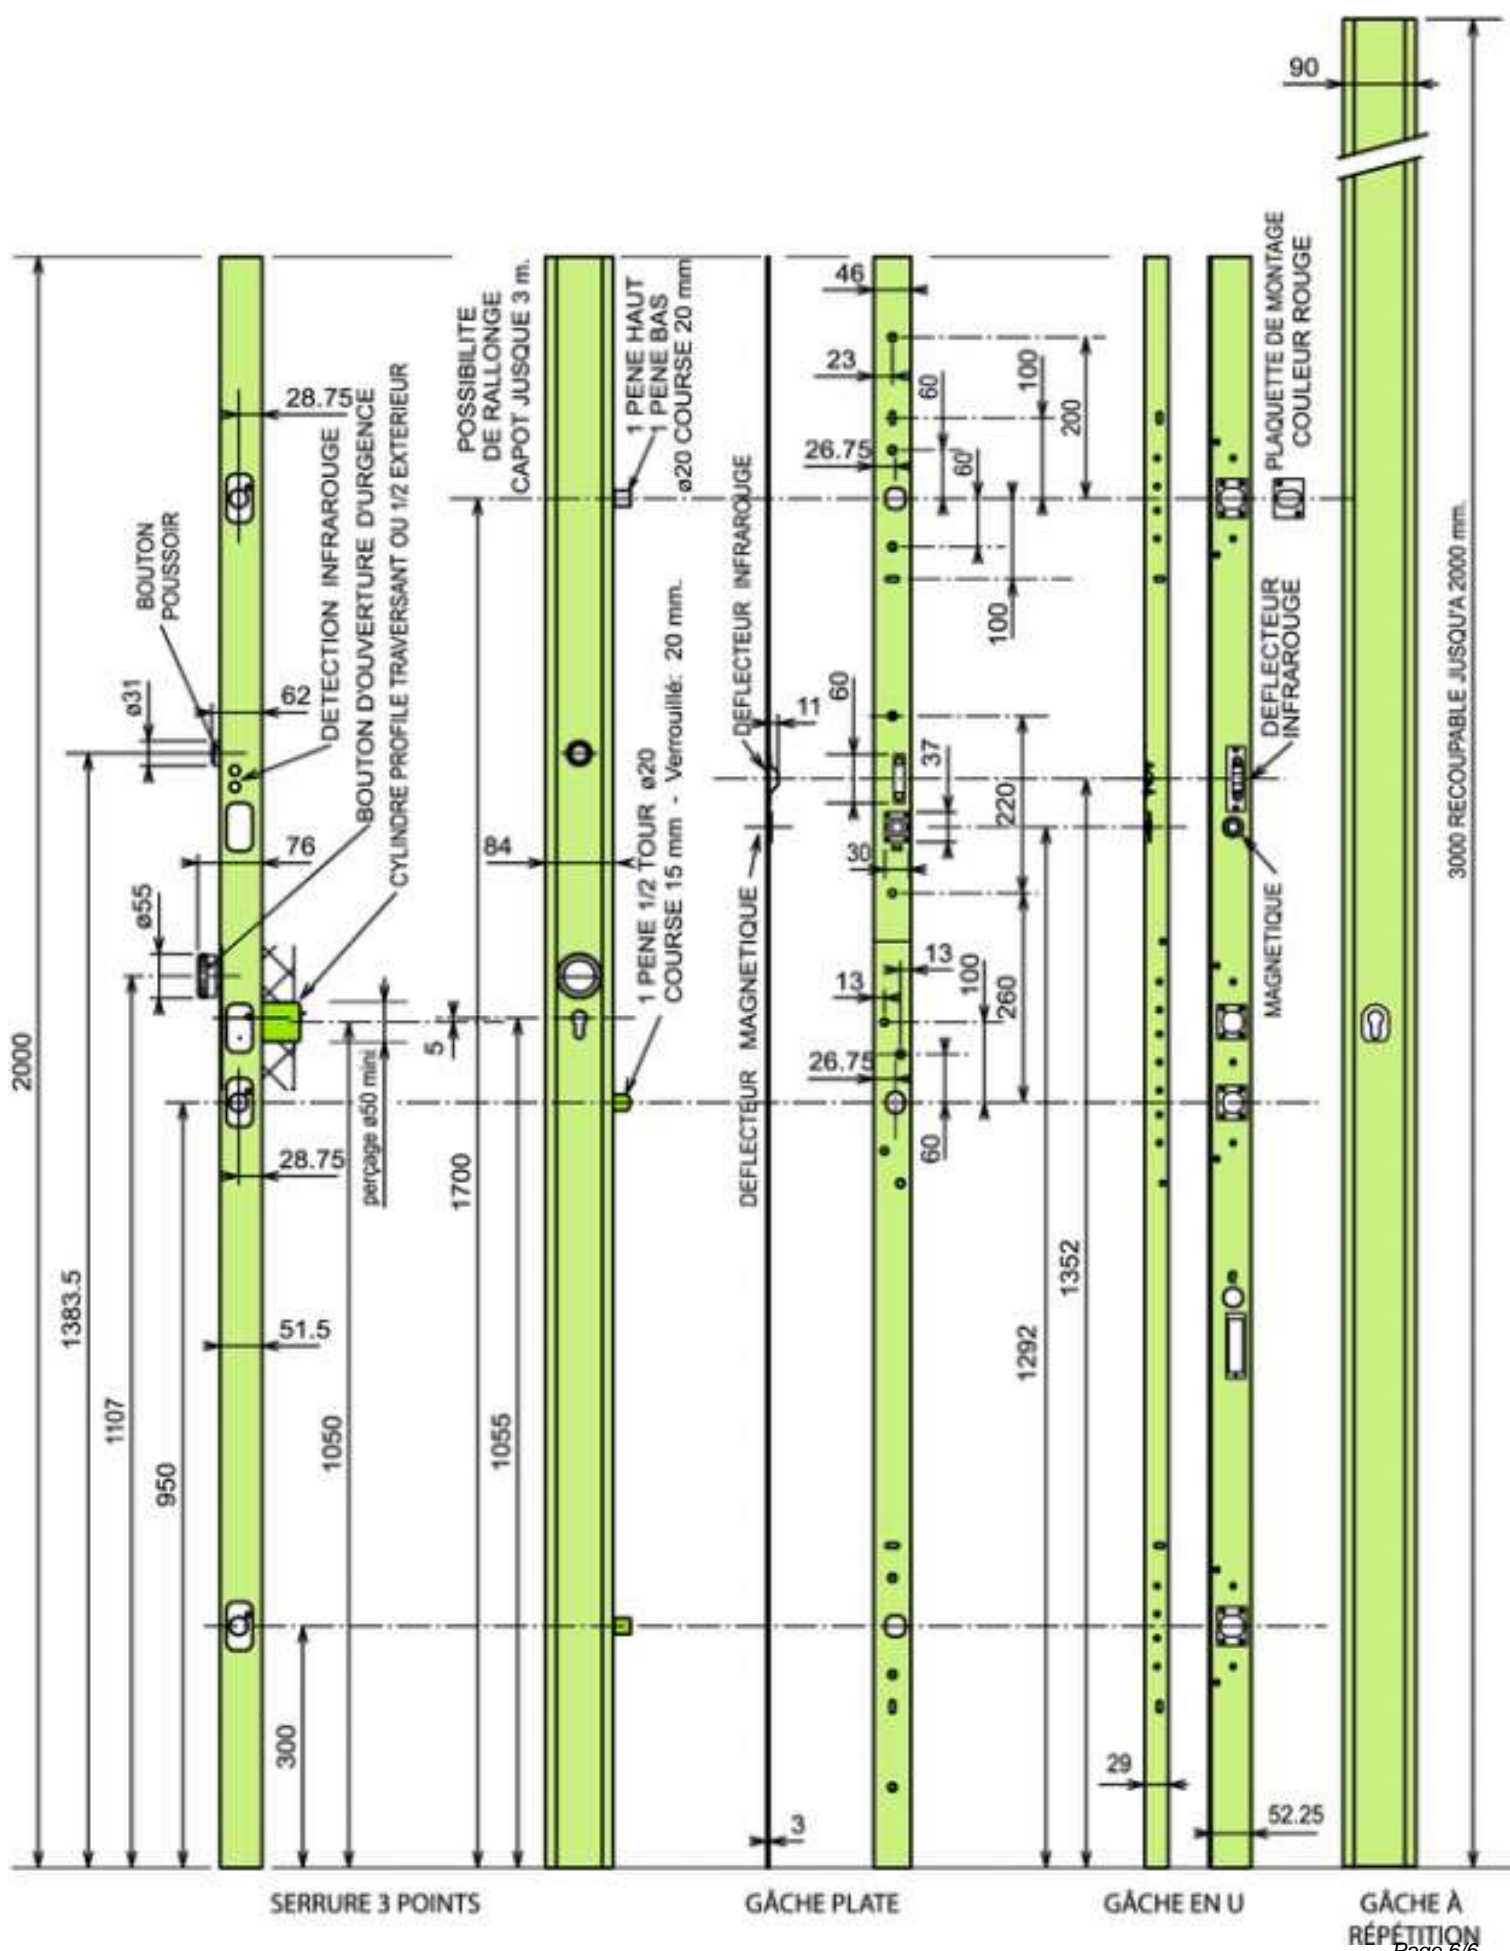 90
3000 RECOUPABLE JUSQU'A 2000 mm.
2000
1383.5
1107
950
300
1050
1700
1055
28.75
BOUTON
POUSSOIR
ø31
62
DETECTION INFRAROUGE
BOUTON D'OUVERTURE D'URGENCE
CYLINDRE PROFILE TRAVERSANT OU 1/2 EXTERIEUR
76
ø55
perçage ø50 mini
28.75
51.5
5
POSSIBILITE
DE RALLONGE
CAPOT JUSQUE 3 m.
1 PENE HAUT
1 PENE BAS
ø20 COURSE 20 mm
84
1 PENE 1/2 TOUR ø20
COURSE 15 mm - Verrouillé: 20 mm.
DEFLECTEUR INFRAROUGE
11
DEFLECTEUR MAGNETIQUE
3
46
23
26.75
60
100
200
60
100
60
37
220
30
13
13
100
260
26.75
60
1292
1352
29
52.25
PLAQUETTE DE MONTAGE
COULEUR ROUGE
DEFLECTEUR
INFRAROUGE
MAGNETIQUE
SERRURE 3 POINTS
GÂCHE PLATE
GÂCHE EN U
GÂCHE À
RÉPÉTITION
Page 6/6